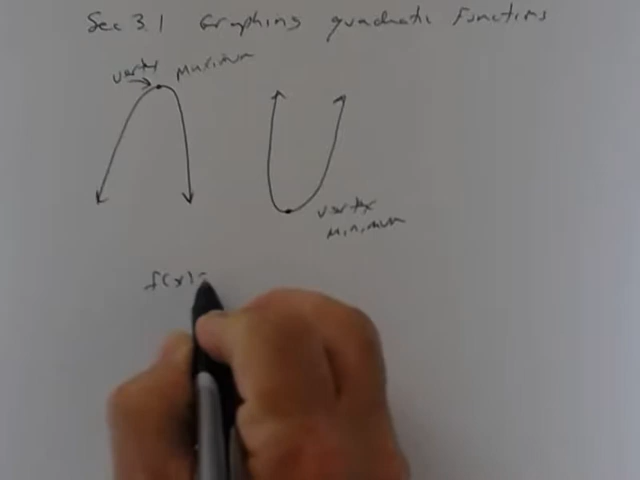 Sec 3.1 Graphing quadratic Functions
vertex maximum
vertex
minimum
f(x)=